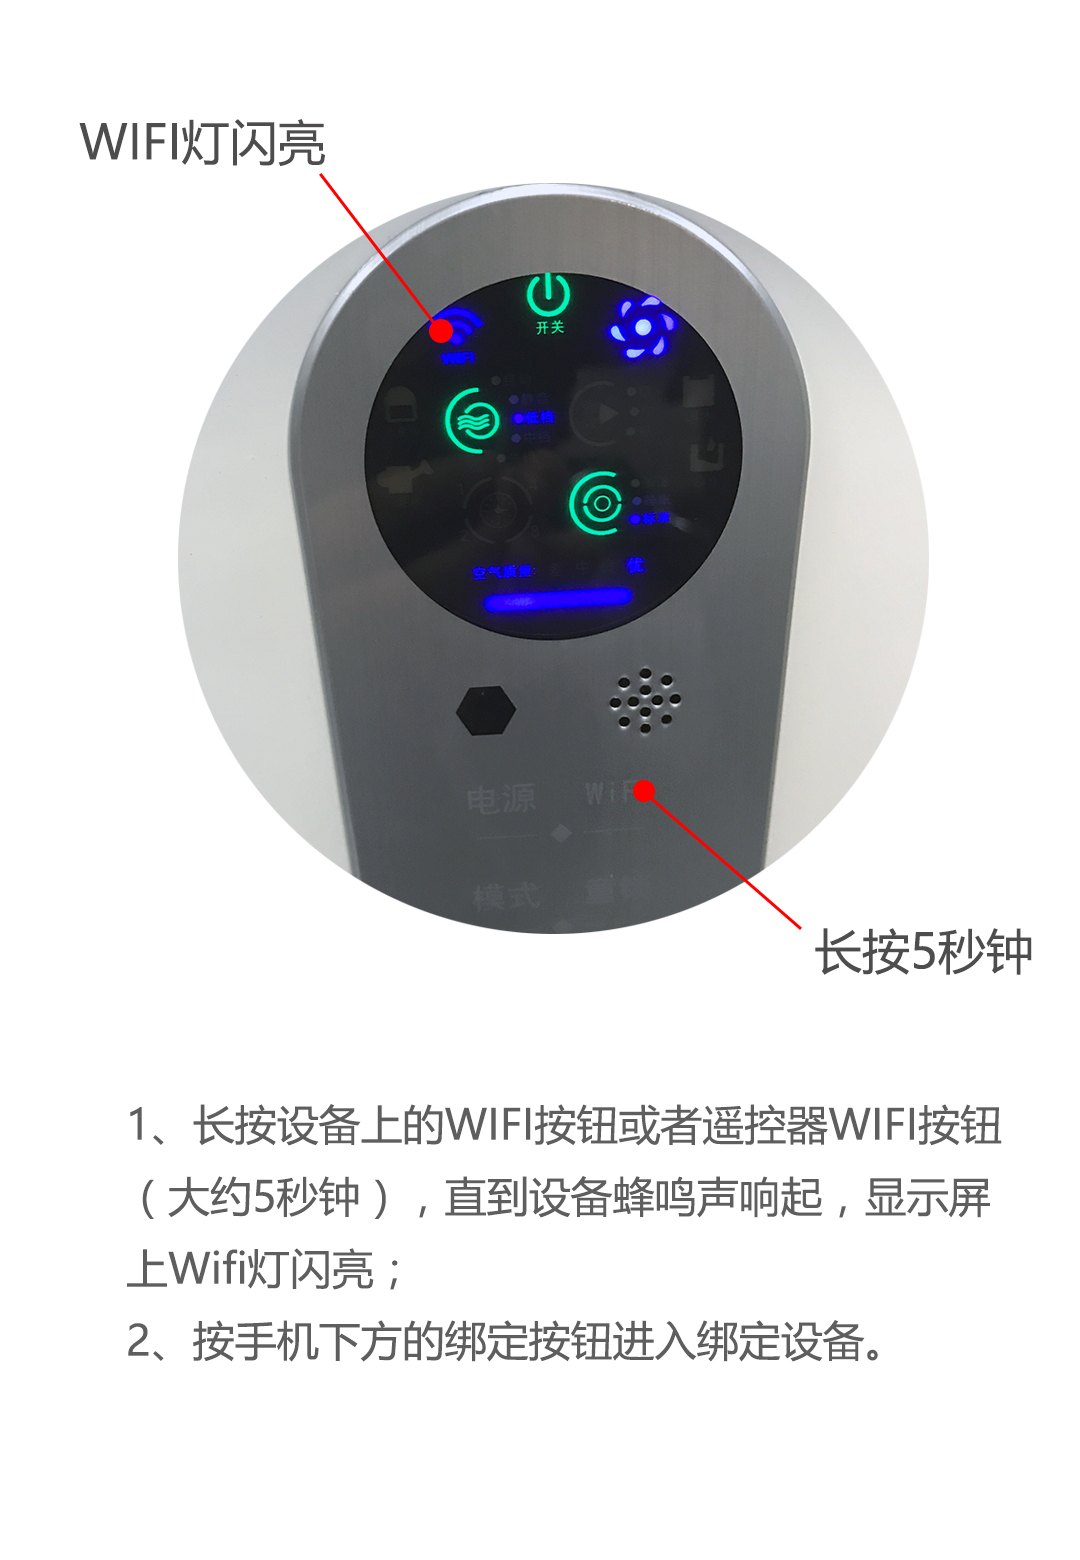 WIFI灯闪亮
开关
WIFI
低档
标准
空气质量:
优
电源
WiF
模式
长按5秒钟
1、长按设备上的WIFI按钮或者遥控器WIFI按钮
（大约5秒钟），直到设备蜂鸣声响起，显示屏
上Wifi灯闪亮；
2、按手机下方的绑定按钮进入绑定设备。